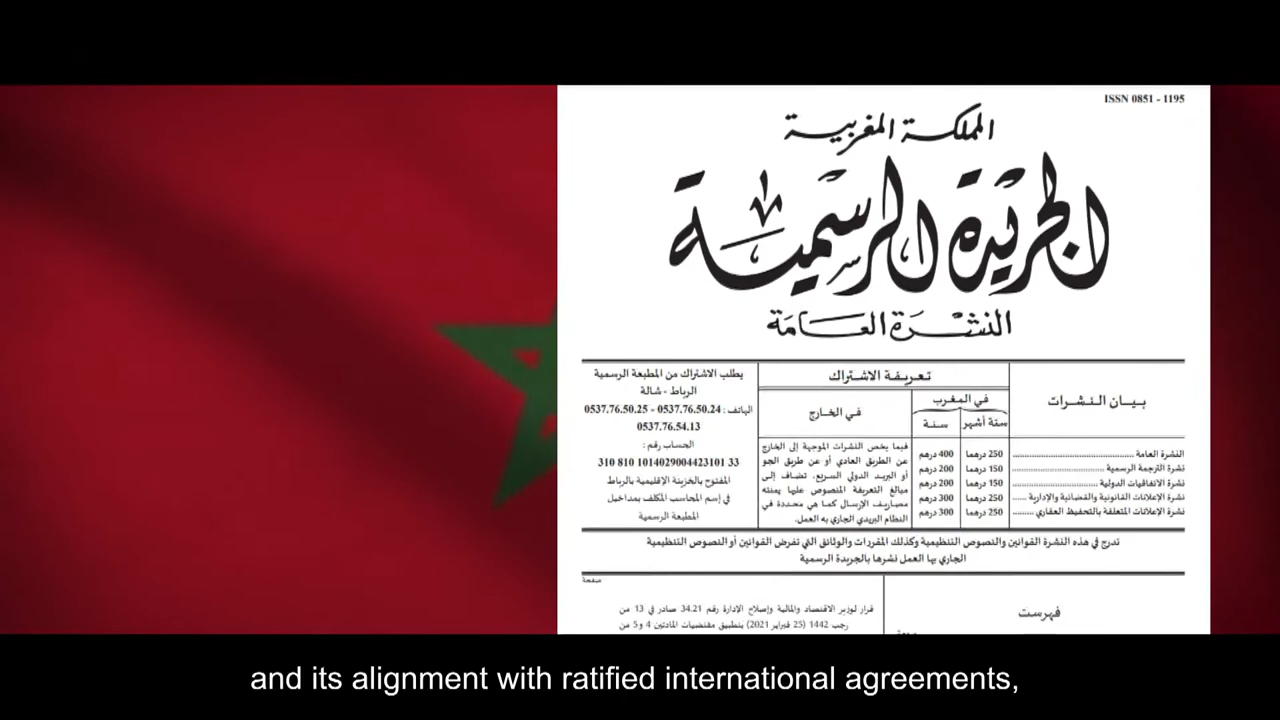 ISSN 0851 - 1195
المملكة المغربية
الجريدة الرسمية
النشرة العامة
بيـان النـشرات
تـعريـفـة الاشتراك
في المغرب
ستة أشهر
سـنـة
في الخـارج
النشرة العامة
250 درهما
400 درهم
نشرة الترجمة الرسمية
150 درهما
200 درهم
نشرة الاتفاقيات الدولية
150 درهما
200 درهم
نشرة الإعلانات القانونية والقضائية والإدارية
250 درهما
300 درهم
نشرة الإعلانات المتعلقة بالتحفيظ العقاري
250 درهما
300 درهم
فيما يخص النشرات الموجهة إلى الخارج
عن الطريق العادي أو عن طريق الجو
أو البريد الدولي السريع، تضاف إلى
مبالغ التعريفة المنصوص عليها يمنته
مصاريف الإرسال كما هي محددة في
النظام البريدي الجاري به العمل.
يطلب الاشتراك من المطبعة الرسمية
الرباط - شالة
الهاتف : 0537.76.50.24 - 0537.76.50.25
0537.76.54.13
الحساب رقم :
310 810 1014029004423101 33
المفتوح بالخزينة الإقليمية بالرباط
في إسم المحاسب المكلف بمداخيل
المطبعة الرسمية
تدرج في هذه النشرة القوانين والنصوص التنظيمية وكذلك المقررات والوثائق التي تفرض القوانين أو النصوص التنظيمية
الجاري بها العمل نشرها بالجريدة الرسمية
صفحة
فهرست
قرار لوزير الاقتصاد والمالية وإصلاح الإدارة رقم 34.21 صادر في 13 من
رجب 1442 (25 فبراير 2021) بتطبيق مقتضيات المادتين 4 و5 من
and its alignment with ratified international agreements,